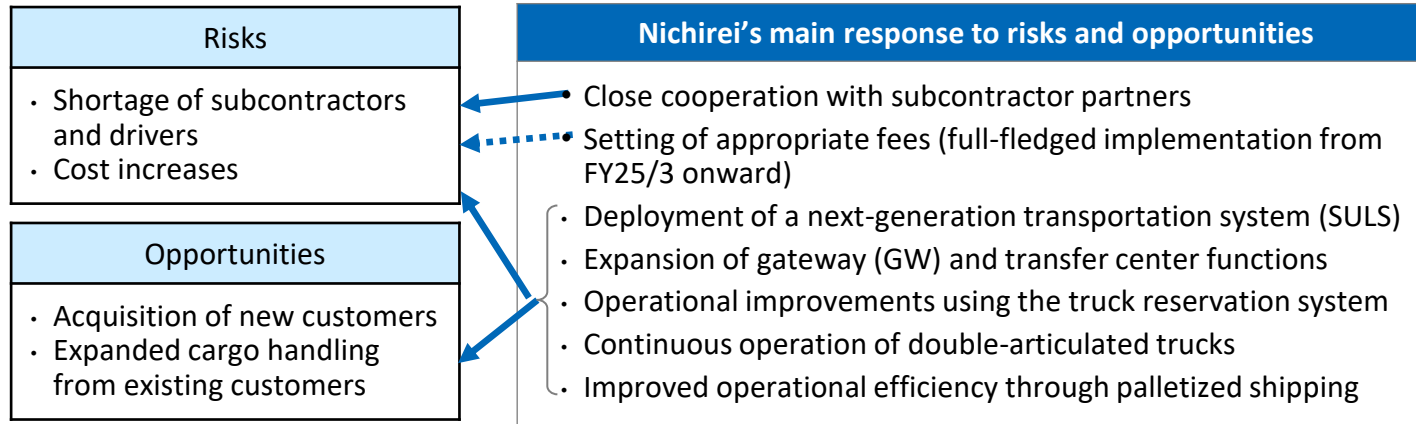 Risks
· Shortage of subcontractors
and drivers
· Cost increases
Opportunities
· Acquisition of new customers
· Expanded cargo handling
from existing customers
Nichirei’s main response to risks and opportunities
• Close cooperation with subcontractor partners
• Setting of appropriate fees (full-fledged implementation from
FY25/3 onward)
· Deployment of a next-generation transportation system (SULS)
· Expansion of gateway (GW) and transfer center functions
· Operational improvements using the truck reservation system
· Continuous operation of double-articulated trucks
· Improved operational efficiency through palletized shipping